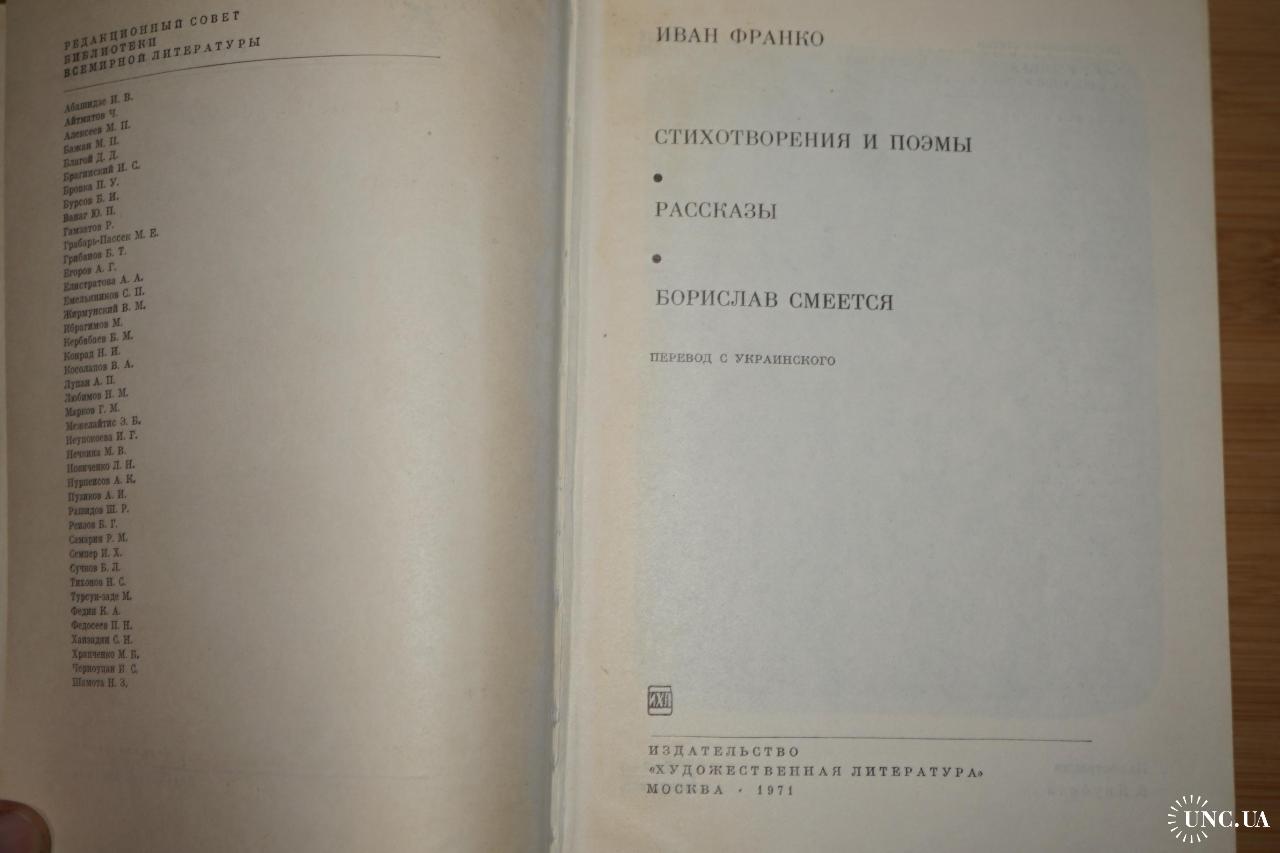 РЕДАКЦИОННЫЙ СОВЕТ
БИБЛИОТЕКИ
ВСЕМИРНОЙ ЛИТЕРАТУРЫ
Абашидзе И. В.
Айтматов Ч.
Алексеев М. П.
Бажан М. П.
Благой Д. Д.
Брагинский И. С.
Бровка П. У.
Бурсов Б. И.
Ванаг Ю. П.
Гамзатов Р.
Грабарь-Пассек М. Е.
Грибанов Б. Т.
Егоров А. Г.
Елистратова А. А.
Емельяников С. П.
Жирмунский В. М.
Ибрагимов М.
Кербабаев Б. М.
Конрад Н. И.
Косолапов В. А.
Лупан А. П.
Любимов Н. М.
Марков Г. М.
Межелайтис Э. Б.
Неупокоева И. Г.
Нечкина М. В.
Новиченко Л. Н.
Нурпеисов А. К.
Пузиков А. И.
Рашидов Ш. Р.
Реизов Б. Г.
Самарин Р. М.
Семпер И. Х.
Сучков Б. Л.
Тихонов Н. С.
Турсун-заде М.
Федин К. А.
Федосеев П. Н.
Ханзадян С. Н.
Храпченко М. Б.
Черноуцан И. С.
Шамота Н. З.
ИВАН ФРАНКО
СТИХОТВОРЕНИЯ И ПОЭМЫ
•
РАССКАЗЫ
•
БОРИСЛАВ СМЕЕТСЯ
ПЕРЕВОД С УКРАИНСКОГО
ИХЛ
ИЗДАТЕЛЬСТВО
«ХУДОЖЕСТВЕННАЯ ЛИТЕРАТУРА»
МОСКВА · 1971
UNC.UA